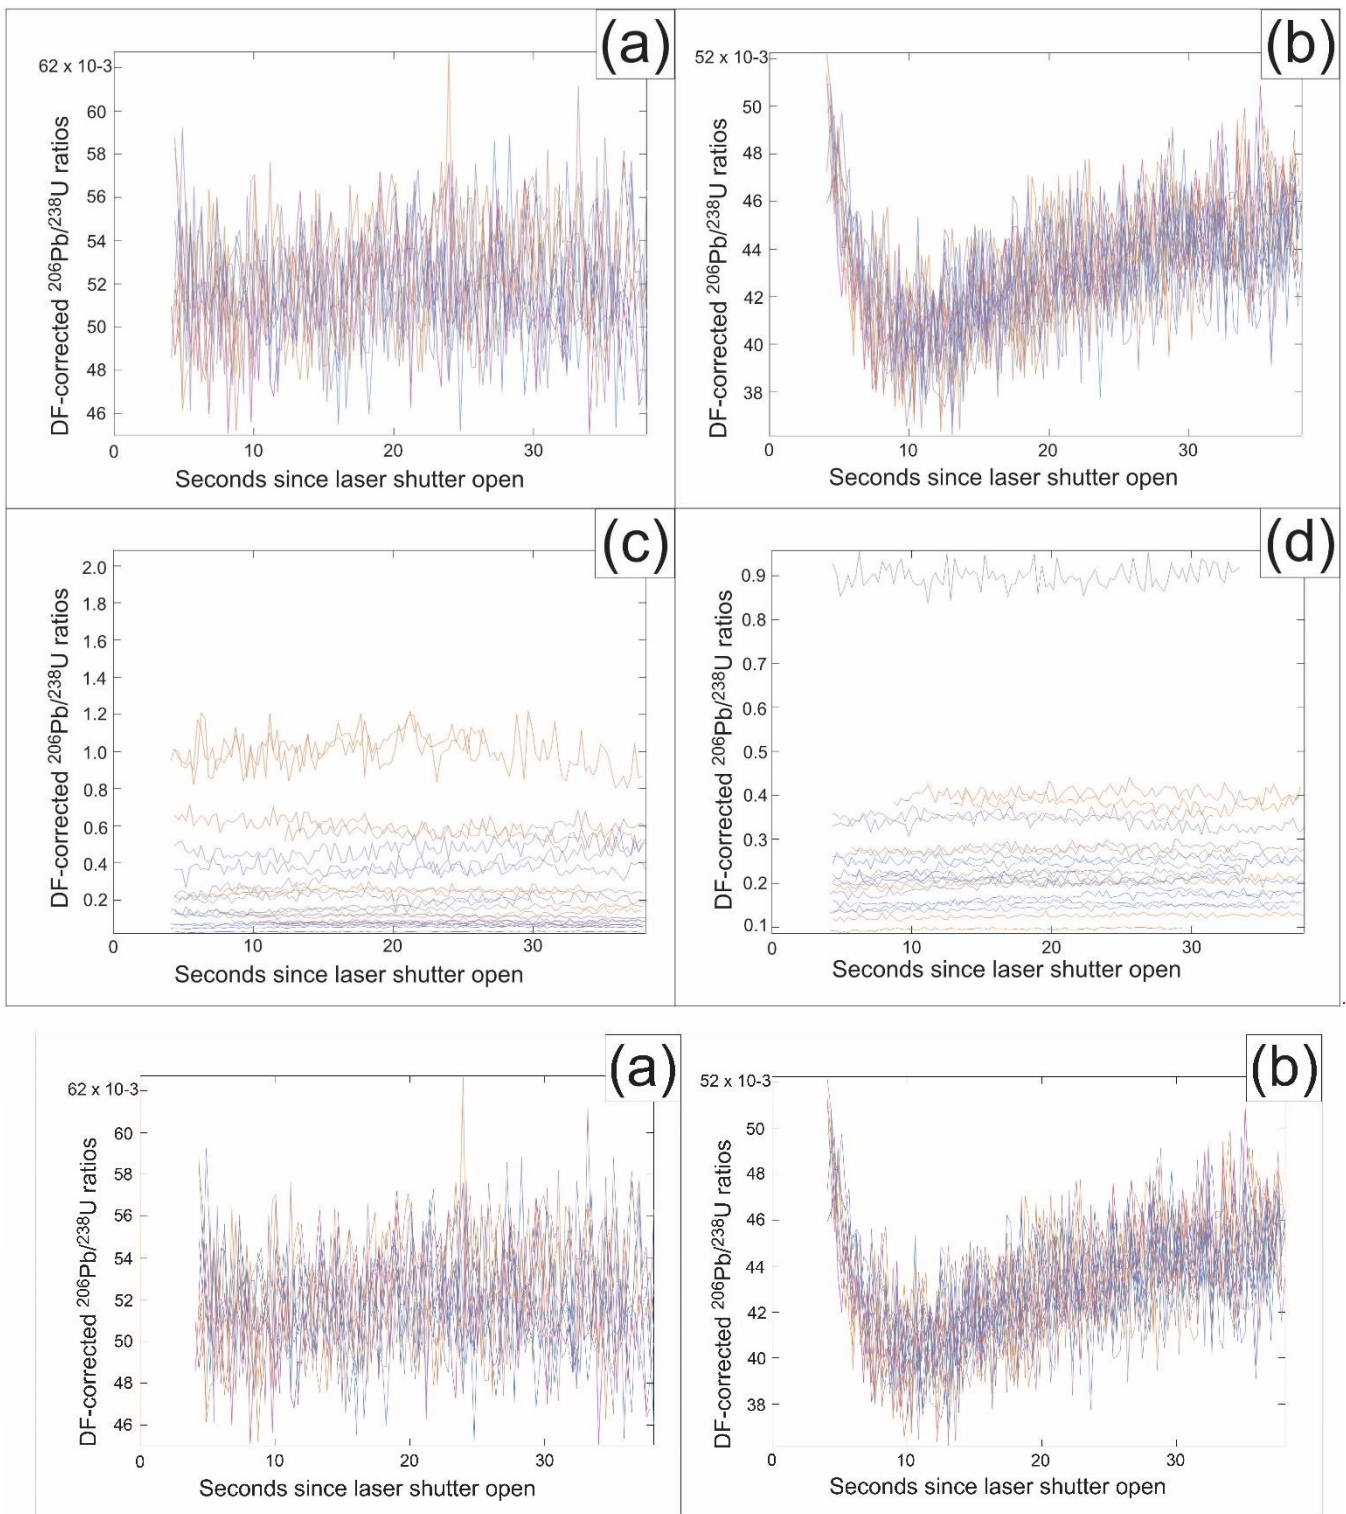 (a)
62 x 10-3
60
58
56
54
52
50
48
46
0 10 20 30
DF-corrected 206Pb/238U ratios
Seconds since laser shutter open
(b)
52 x 10-3
50
48
46
44
42
40
38
0 10 20 30
DF-corrected 206Pb/238U ratios
Seconds since laser shutter open
(c)
2.0
1.8
1.6
1.4
1.2
1.0
0.8
0.6
0.4
0.2
0 10 20 30
DF-corrected 206Pb/238U ratios
Seconds since laser shutter open
(d)
0.9
0.8
0.7
0.6
0.5
0.4
0.3
0.2
0.1
0 10 20 30
DF-corrected 206Pb/238U ratios
Seconds since laser shutter open
(a)
62 x 10-3
60
58
56
54
52
50
48
46
0 10 20 30
DF-corrected 206Pb/238U ratios
Seconds since laser shutter open
(b)
52 x 10-3
50
48
46
44
42
40
38
0 10 20 30
DF-corrected 206Pb/238U ratios
Seconds since laser shutter open